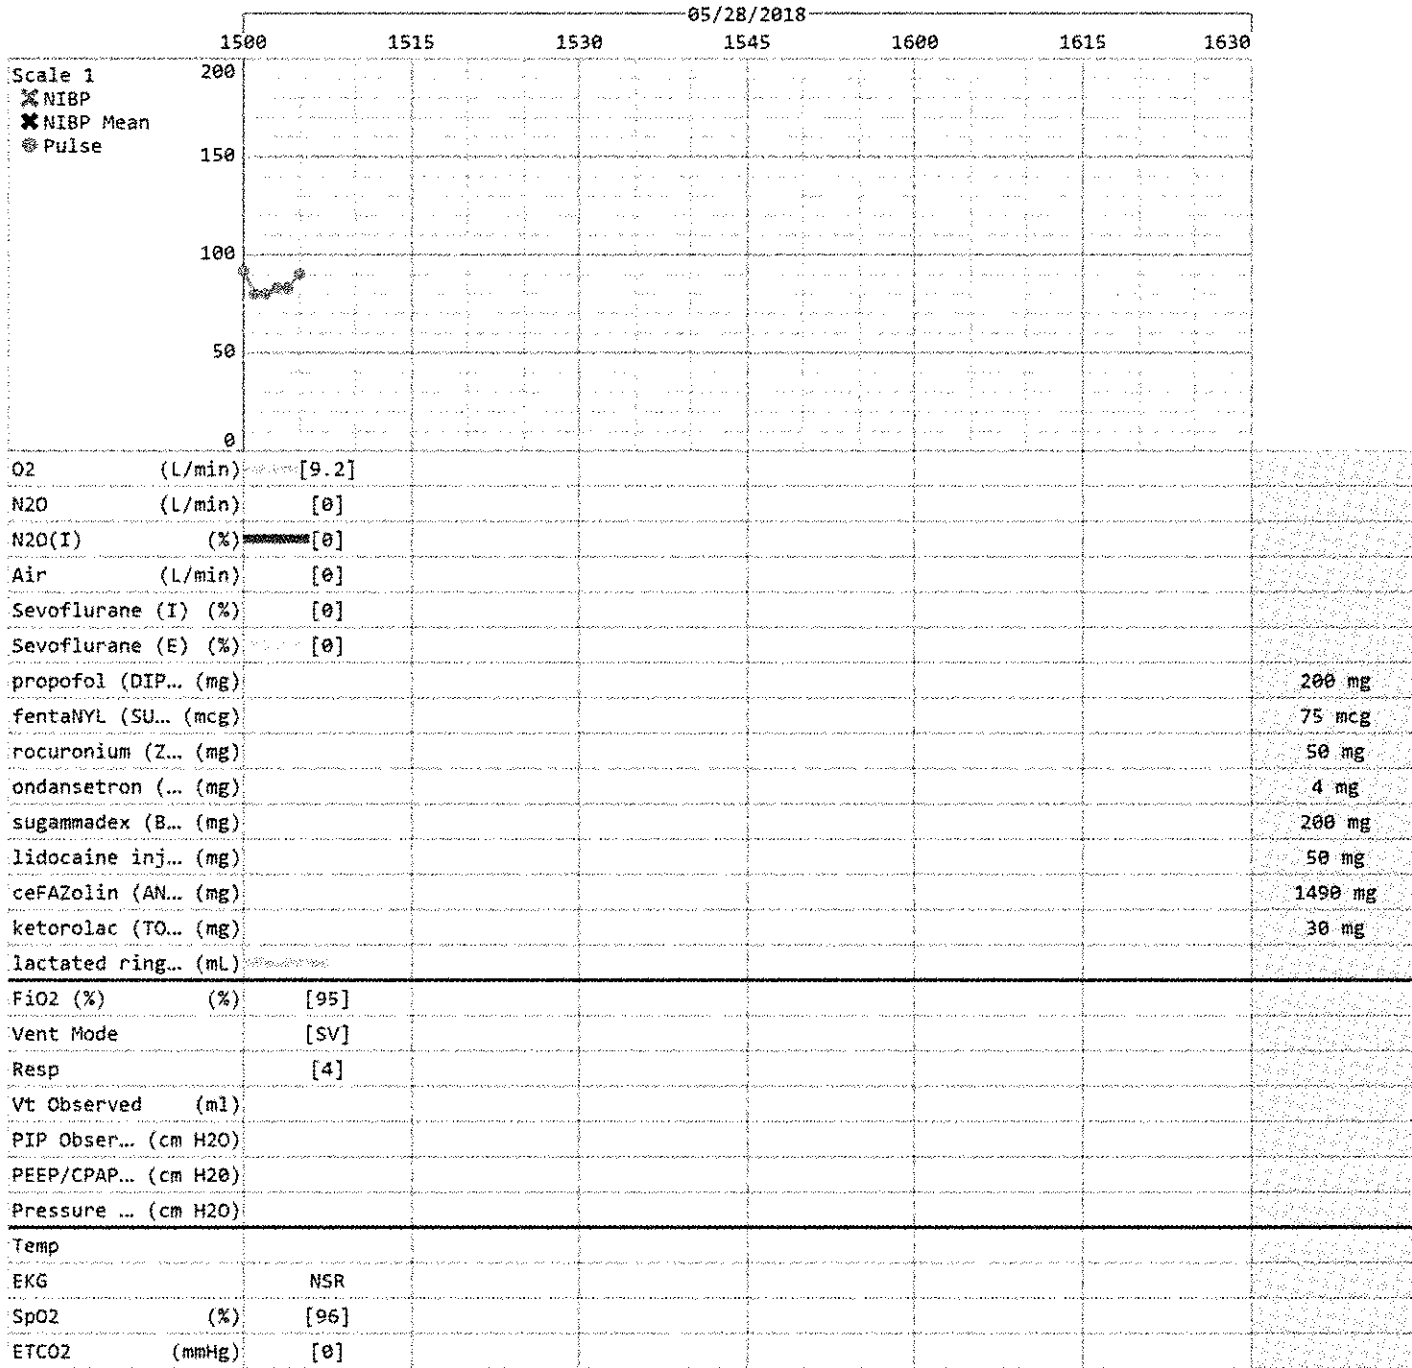 05/28/2018
1500 1515 1530 1545 1600 1615 1630
Scale 1 200
NIBP
NIBP Mean
Pulse
150
100
50
0
O2 (L/min) [9.2]
N2O (L/min) [0]
N2O(I) (%) [0]
Air (L/min) [0]
Sevoflurane (I) (%) [0]
Sevoflurane (E) (%) [0]
propofol (DIP... (mg) 200 mg
fentaNYL (SU... (mcg) 75 mcg
rocuronium (Z... (mg) 50 mg
ondansetron (... (mg) 4 mg
sugammadex (B... (mg) 200 mg
lidocaine inj... (mg) 50 mg
ceFAZolin (AN... (mg) 1490 mg
ketorolac (TO... (mg) 30 mg
lactated ring... (mL)
FiO2 (%) (%) [95]
Vent Mode [SV]
Resp [4]
Vt Observed (ml)
PIP Obser... (cm H2O)
PEEP/CPAP... (cm H2O)
Pressure ... (cm H2O)
Temp
EKG NSR
SpO2 (%) [96]
ETCO2 (mmHg) [0]